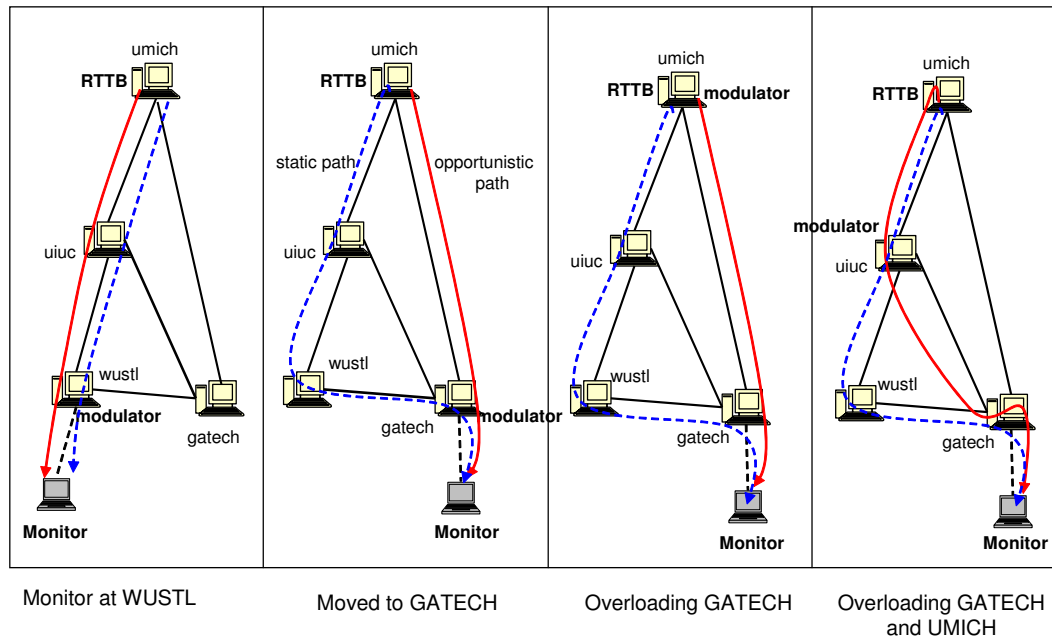 umich
RTTB
uiuc
wustl
modulator
gatech
Monitor
Monitor at WUSTL
umich
RTTB
static path
opportunistic
path
uiuc
wustl
modulator
gatech
Monitor
Moved to GATECH
umich
RTTB
modulator
uiuc
wustl
gatech
Monitor
Overloading GATECH
umich
RTTB
modulator
uiuc
wustl
gatech
Monitor
Overloading GATECH
and UMICH